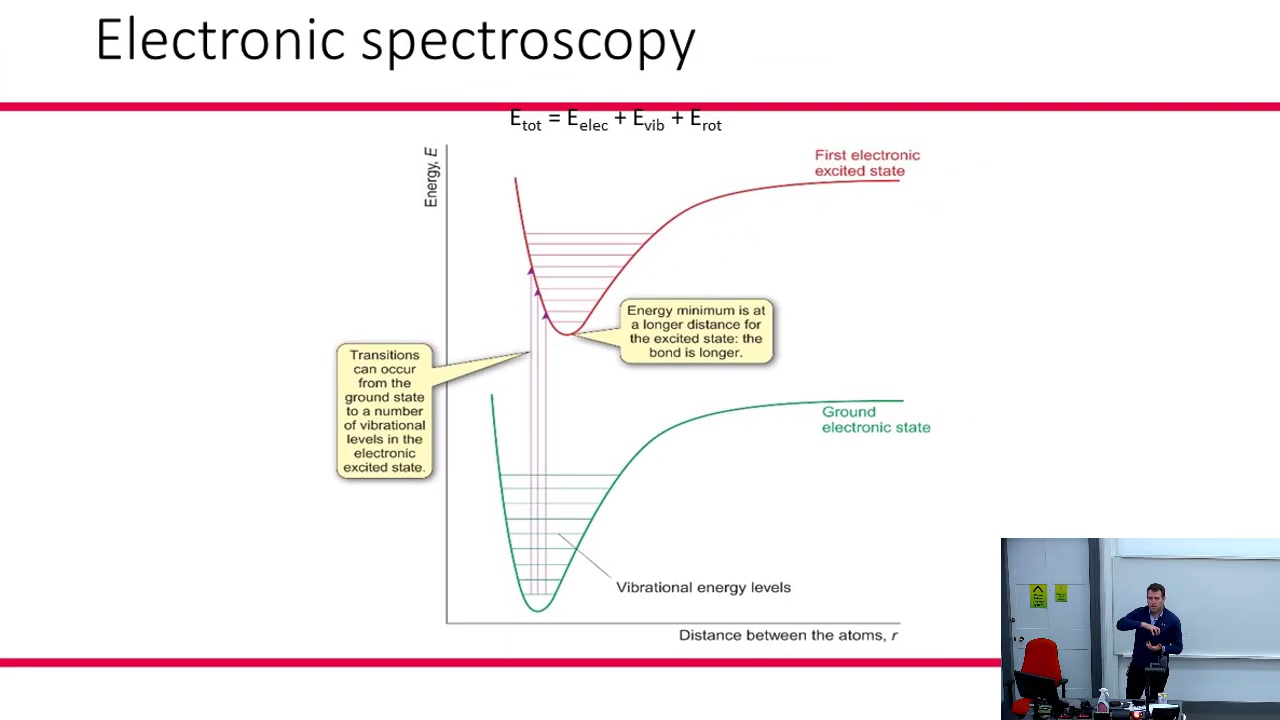 Electronic spectroscopy
Etot = Eelec + Evib + Erot
Energy, E
First electronic
excited state
Energy minimum is at
a longer distance for
the excited state: the
bond is longer.
Transitions
can occur
from the
ground state
to a number
of vibrational
levels in the
electronic
excited state.
Ground
electronic state
Vibrational energy levels
Distance between the atoms, r